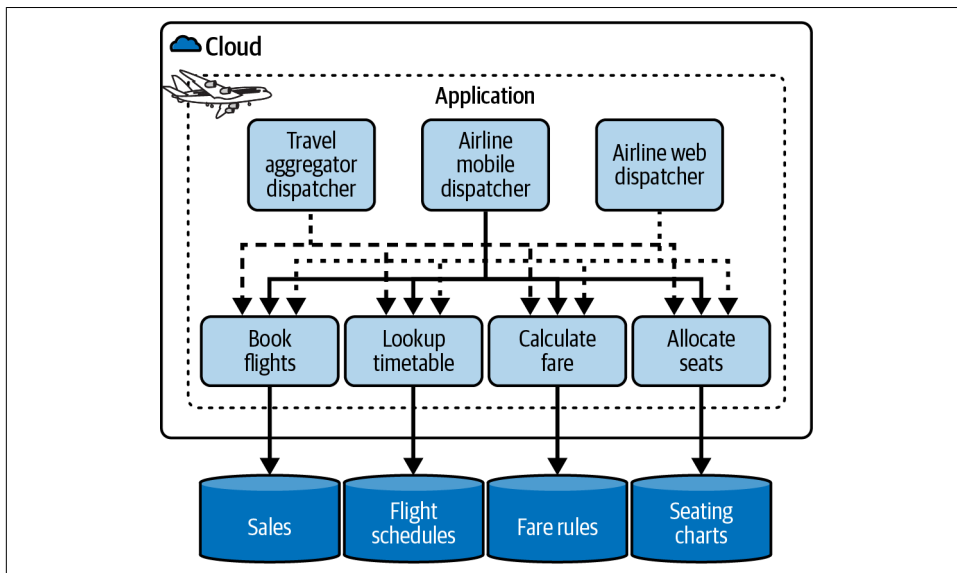 Cloud
Application
Travel
aggregator
dispatcher
Airline
mobile
dispatcher
Airline web
dispatcher
Book
flights
Lookup
timetable
Calculate
fare
Allocate
seats
Sales
Flight
schedules
Fare rules
Seating
charts